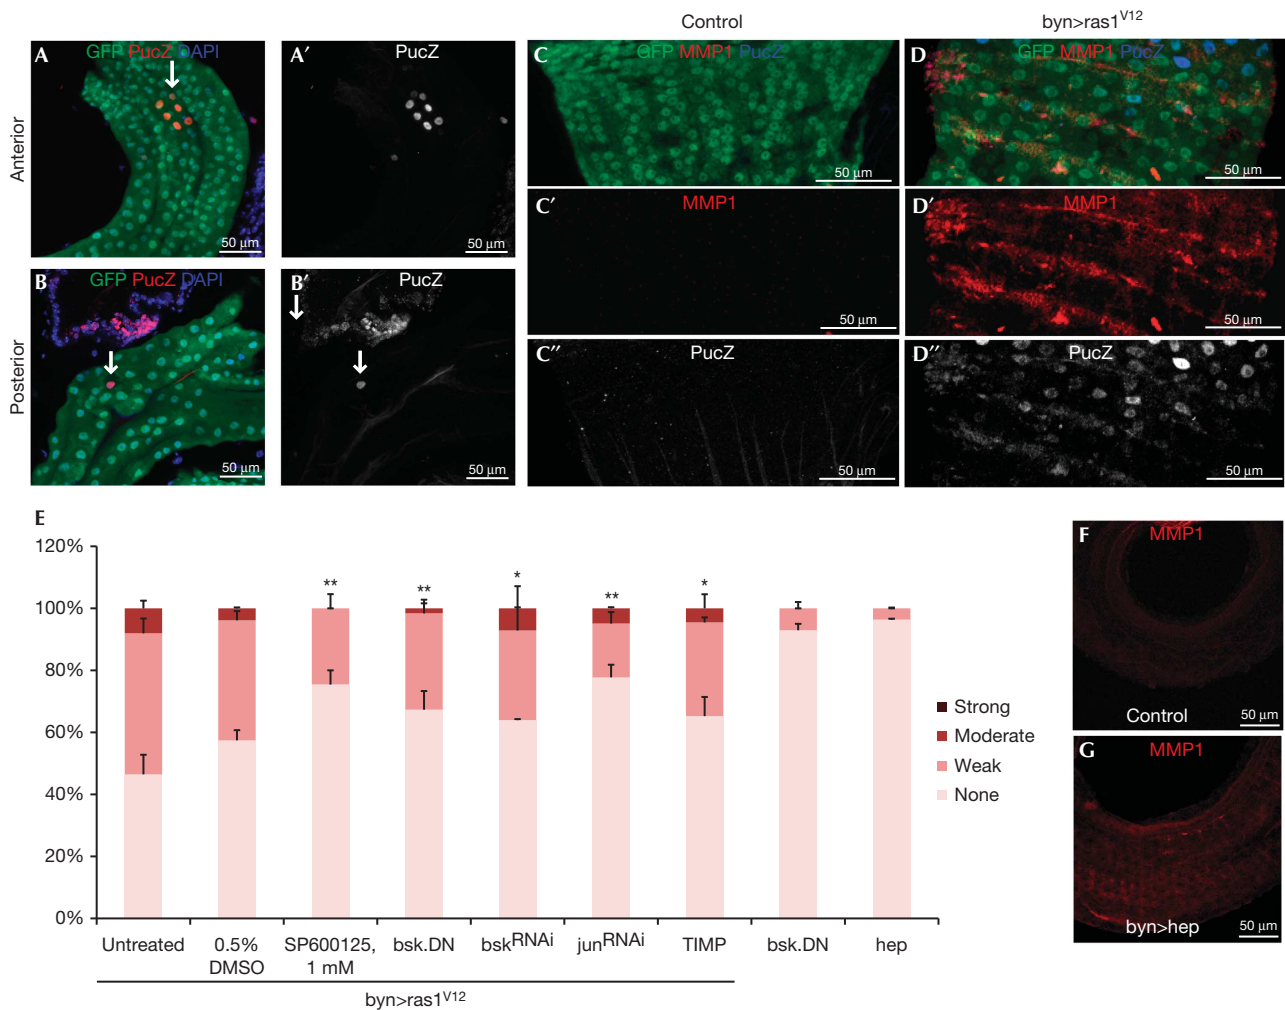 Control
byn>ras1V12
A
GFP PucZ DAPI
50 μm
A′
PucZ
50 μm
C
GFP MMP1 PucZ
50 μm
D
GFP MMP1 PucZ
50 μm
Anterior
C′
MMP1
50 μm
D′
MMP1
50 μm
B
GFP PucZ DAPI
50 μm
B′
PucZ
50 μm
Posterior
C″
PucZ
50 μm
D″
PucZ
50 μm
E
120%
100%
80%
60%
40%
20%
0%
**
**
*
**
*
Strong
Moderate
Weak
None
Untreated
0.5%
DMSO
SP600125,
1 mM
bsk.DN
bskRNAi
junRNAi
TIMP
bsk.DN
hep
byn>ras1V12
F
MMP1
Control
50 μm
G
MMP1
byn>hep
50 μm